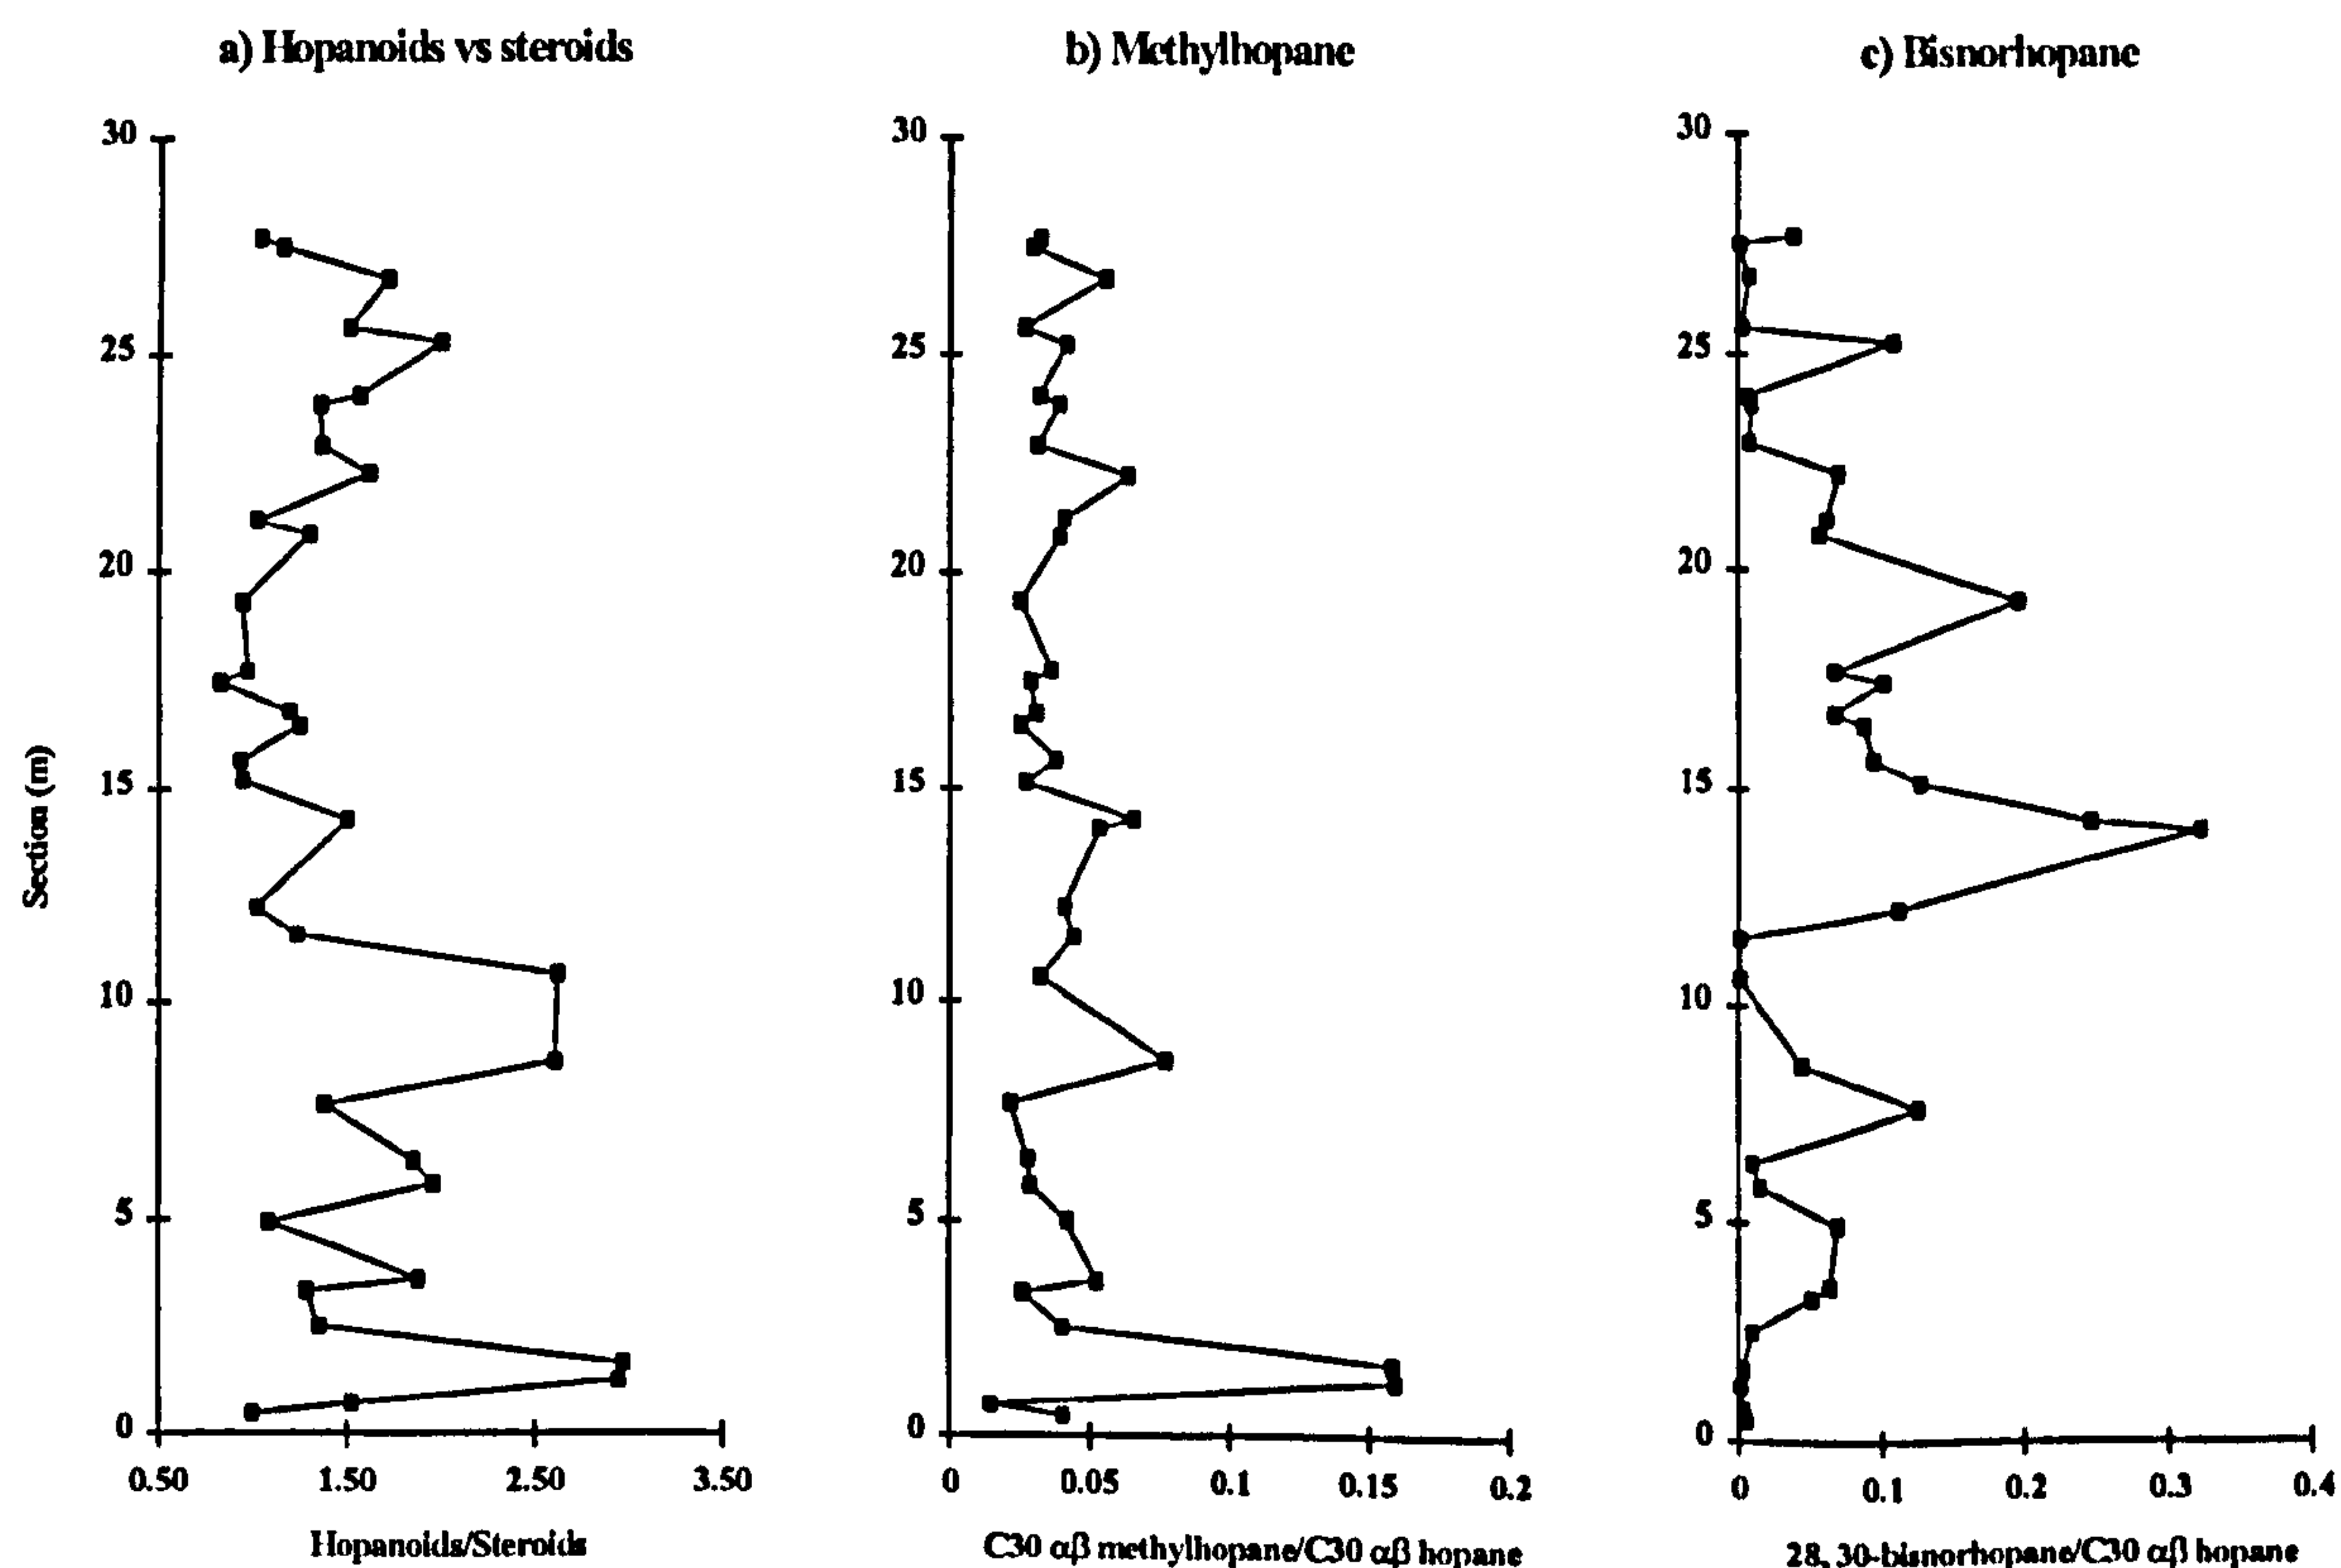 a) Hopanoids vs steroids
b) Methylhopane
c) Bisnorhopane
30
25
20
15
10
5
0
Section (m)
0.50 1.50 2.50 3.50
Hopanoids/Steroids
30
25
20
15
10
5
0
0 0.05 0.1 0.15 0.2
C30 αβ methylhopane/C30 αβ hopane
30
25
20
15
10
5
0
0 0.1 0.2 0.3 0.4
28, 30-bisnorhopane/C30 αβ hopane